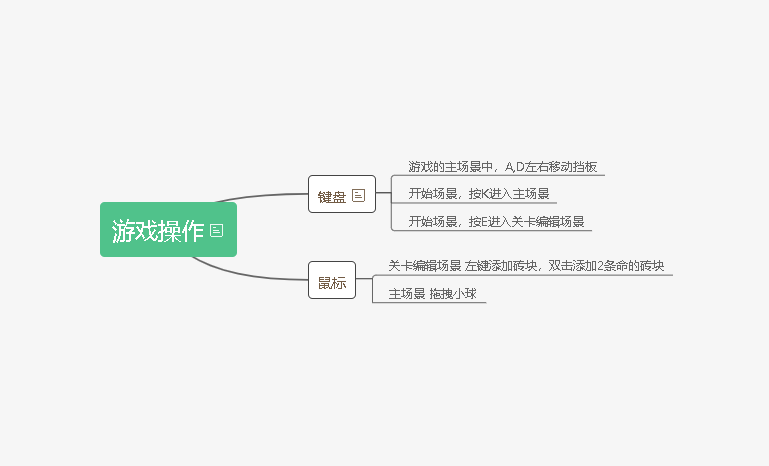 游戏操作
键盘
游戏的主场景中，A,D左右移动挡板
开始场景，按K进入主场景
开始场景，按E进入关卡编辑场景
鼠标
关卡编辑场景 左键添加砖块，双击添加2条命的砖块
主场景 拖拽小球